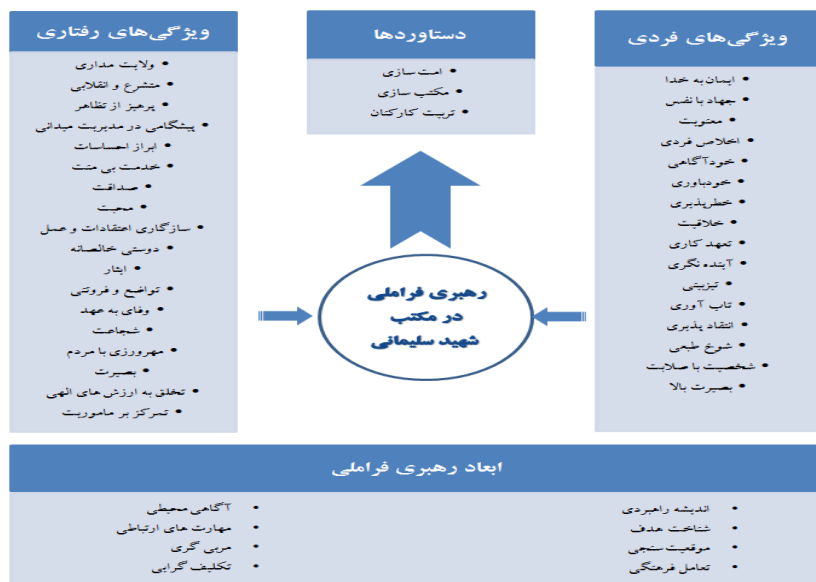 ویژگی‌های فردی
ایمان به خدا
جهاد با نفس
معنویت
اخلاص فردی
خودآگاهی
خودباوری
خطرپذیری
خلاقیت
تعهد کاری
آینده نگری
تیزبینی
تاب آوری
انتقاد پذیری
شوخ طبعی
شخصیت با صلابت
بصیرت بالا
دستاوردها
امت سازی
مکتب سازی
تربیت کارکنان
ویژگی‌های رفتاری
ولایت مداری
متشرع و انقلابی
پرهیز از تظاهر
پیشگامی در مدیریت میدانی
ابراز احساسات
خدمت بی منت
صداقت
محبت
سازگاری اعتقادات و عمل
دوستی خالصانه
ایثار
تواضع و فروتنی
وفای به عهد
شجاعت
مهرورزی با مردم
بصیرت
تخلق به ارزش های الهی
تمرکز بر ماموریت
رهبری فراملی
در مکتب
شهید سلیمانی
ابعاد رهبری فراملی
اندیشه راهبردی
شناخت هدف
موقعیت سنجی
تعامل فرهنگی
آگاهی محیطی
مهارت های ارتباطی
مربی گری
تکلیف گرایی